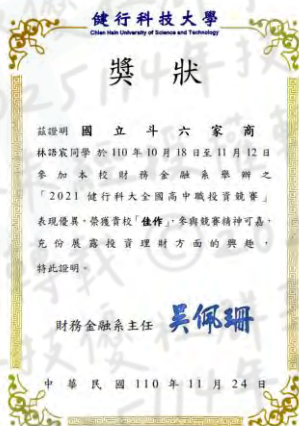 健行科技大學
Chien Hsin University of Science and Technology
獎狀
茲證明 國立斗六家商
林語宸同學 於 110 年 10 月 18 日至 11 月 12 日
參加本校財務金融系舉辦之
「2021 健行科大全國高中職投資競賽」
表現優異,榮獲貴校「佳作」,參與競賽精神可嘉,
充份展露投資理財方面的興趣,
特此證明。
財務金融系主任 吳佩珊
中華民國 110 年 11 月 24 日